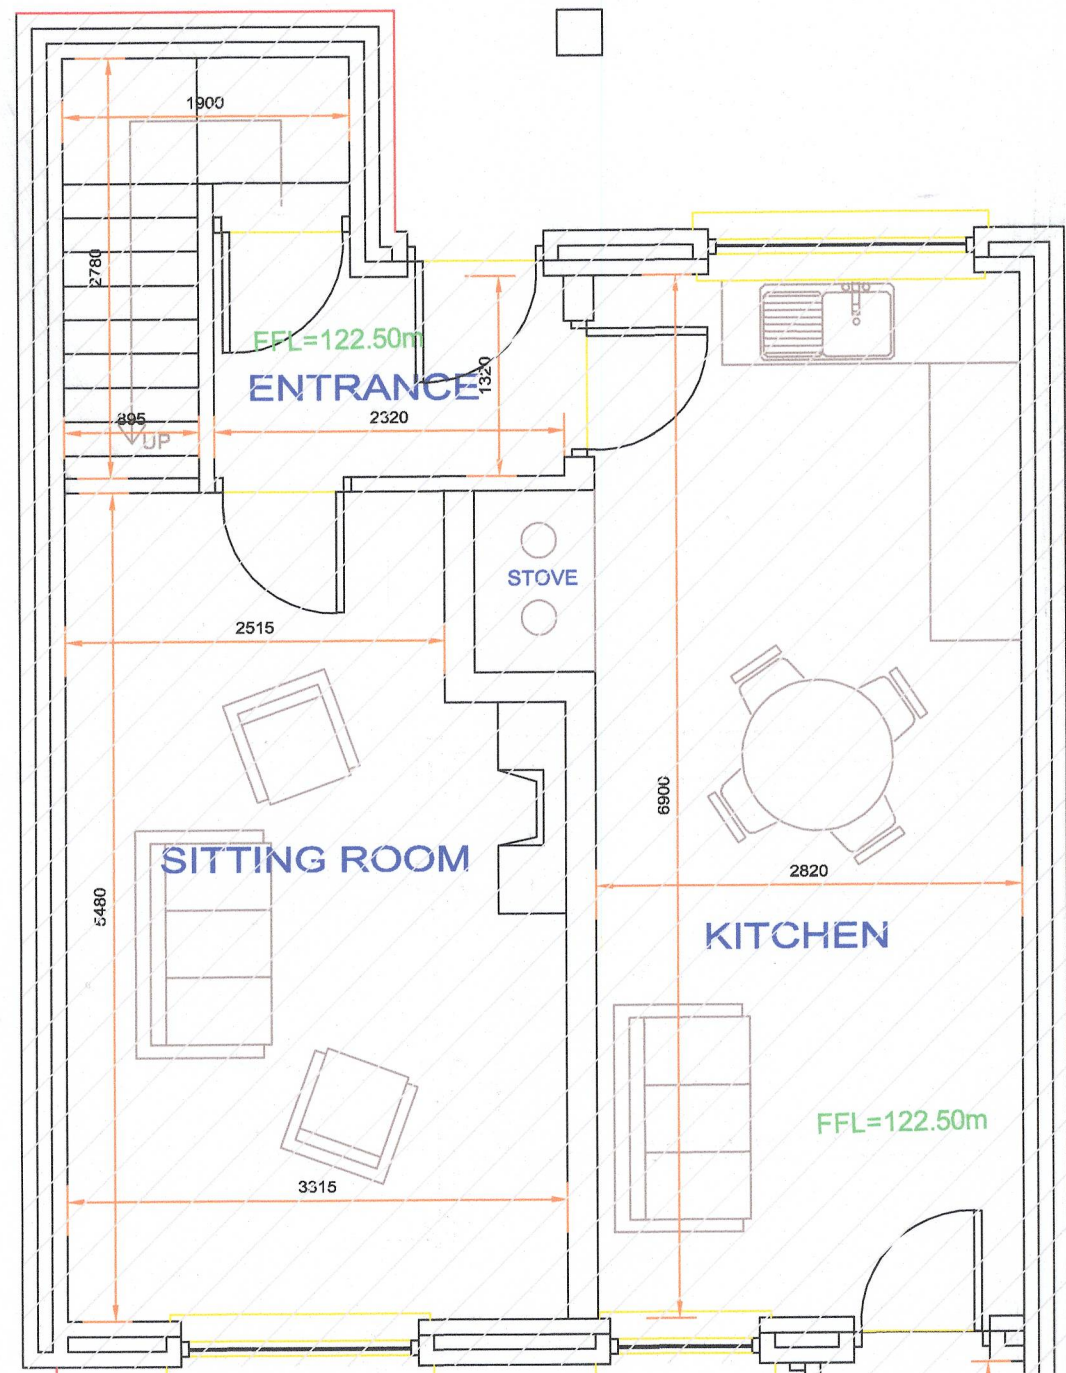 1900
2780
FFL=122.50m
ENTRANCE
1320
895
2320
UP
STOVE
2515
6900
SITTING ROOM
2820
5480
KITCHEN
FFL=122.50m
3315